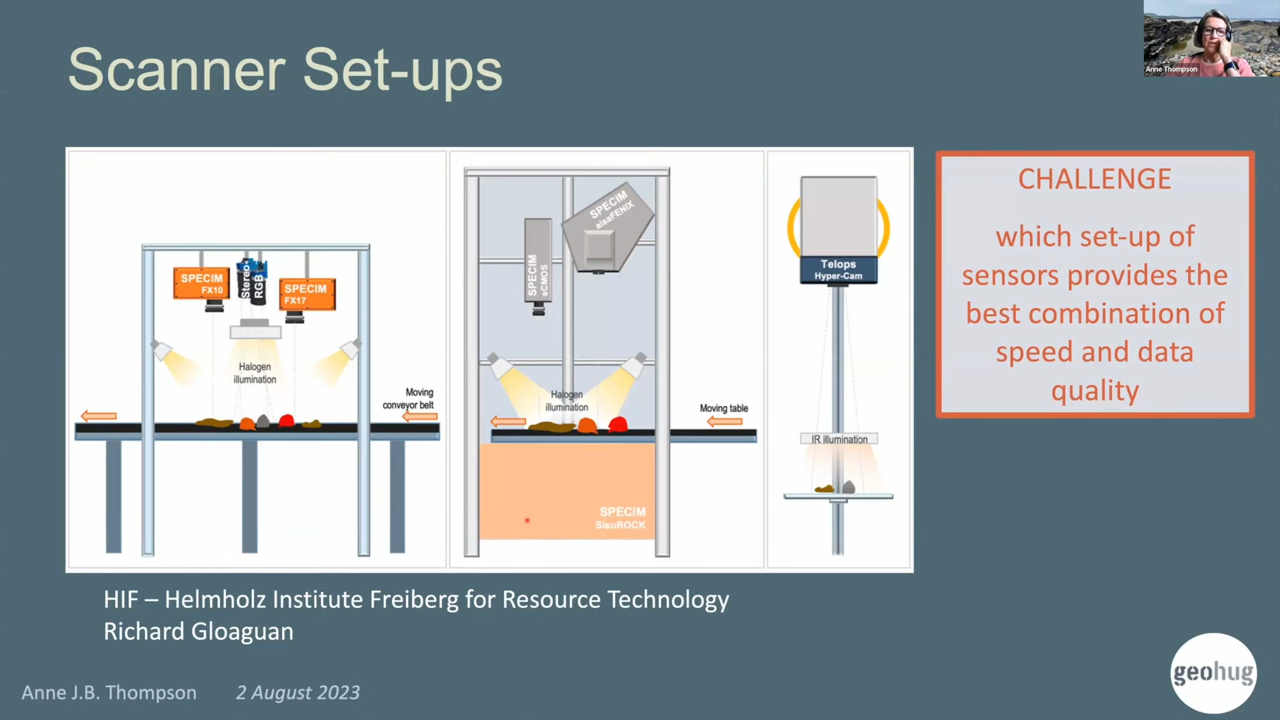 Scanner Set-ups
Anne Thompson
SPECIM
FX10
Stereo-
RGB
SPECIM
FX17
Halogen
illumination
Moving
conveyor belt
SPECIM
sCMOS
SPECIM
aisaFENIX
Halogen
illumination
Moving table
SPECIM
SisuROCK
Telops
Hyper-Cam
IR illumination
CHALLENGE
which set-up of
sensors provides the
best combination of
speed and data
quality
HIF – Helmholz Institute Freiberg for Resource Technology
Richard Gloaguan
Anne J.B. Thompson 2 August 2023
geohug